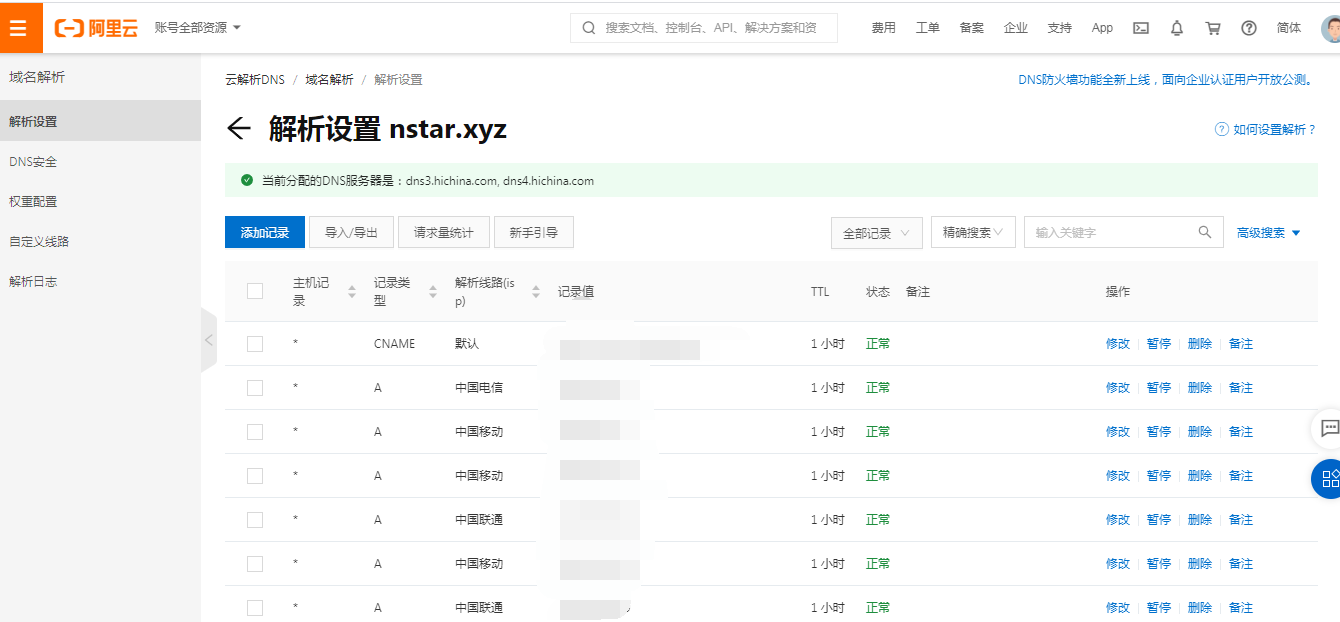 阿里云 账号全部资源 搜索文档、控制台、API、解决方案和资 费用 工单 备案 企业 支持 App 简体
域名解析
解析设置
DNS安全
权重配置
自定义线路
解析日志
云解析DNS / 域名解析 / 解析设置
DNS防火墙功能全新上线，面向企业认证用户开放公测。
解析设置 nstar.xyz
如何设置解析？
当前分配的DNS服务器是：dns3.hichina.com, dns4.hichina.com
添加记录 导入/导出 请求量统计 新手引导 全部记录 精确搜索 输入关键字 高级搜索
主机记录 记录类型 解析线路(isp) 记录值 TTL 状态 备注 操作
* CNAME 默认 1 小时 正常 修改 暂停 删除 备注
* A 中国电信 1 小时 正常 修改 暂停 删除 备注
* A 中国移动 1 小时 正常 修改 暂停 删除 备注
* A 中国移动 1 小时 正常 修改 暂停 删除 备注
* A 中国联通 1 小时 正常 修改 暂停 删除 备注
* A 中国移动 1 小时 正常 修改 暂停 删除 备注
* A 中国联通 1 小时 正常 修改 暂停 删除 备注